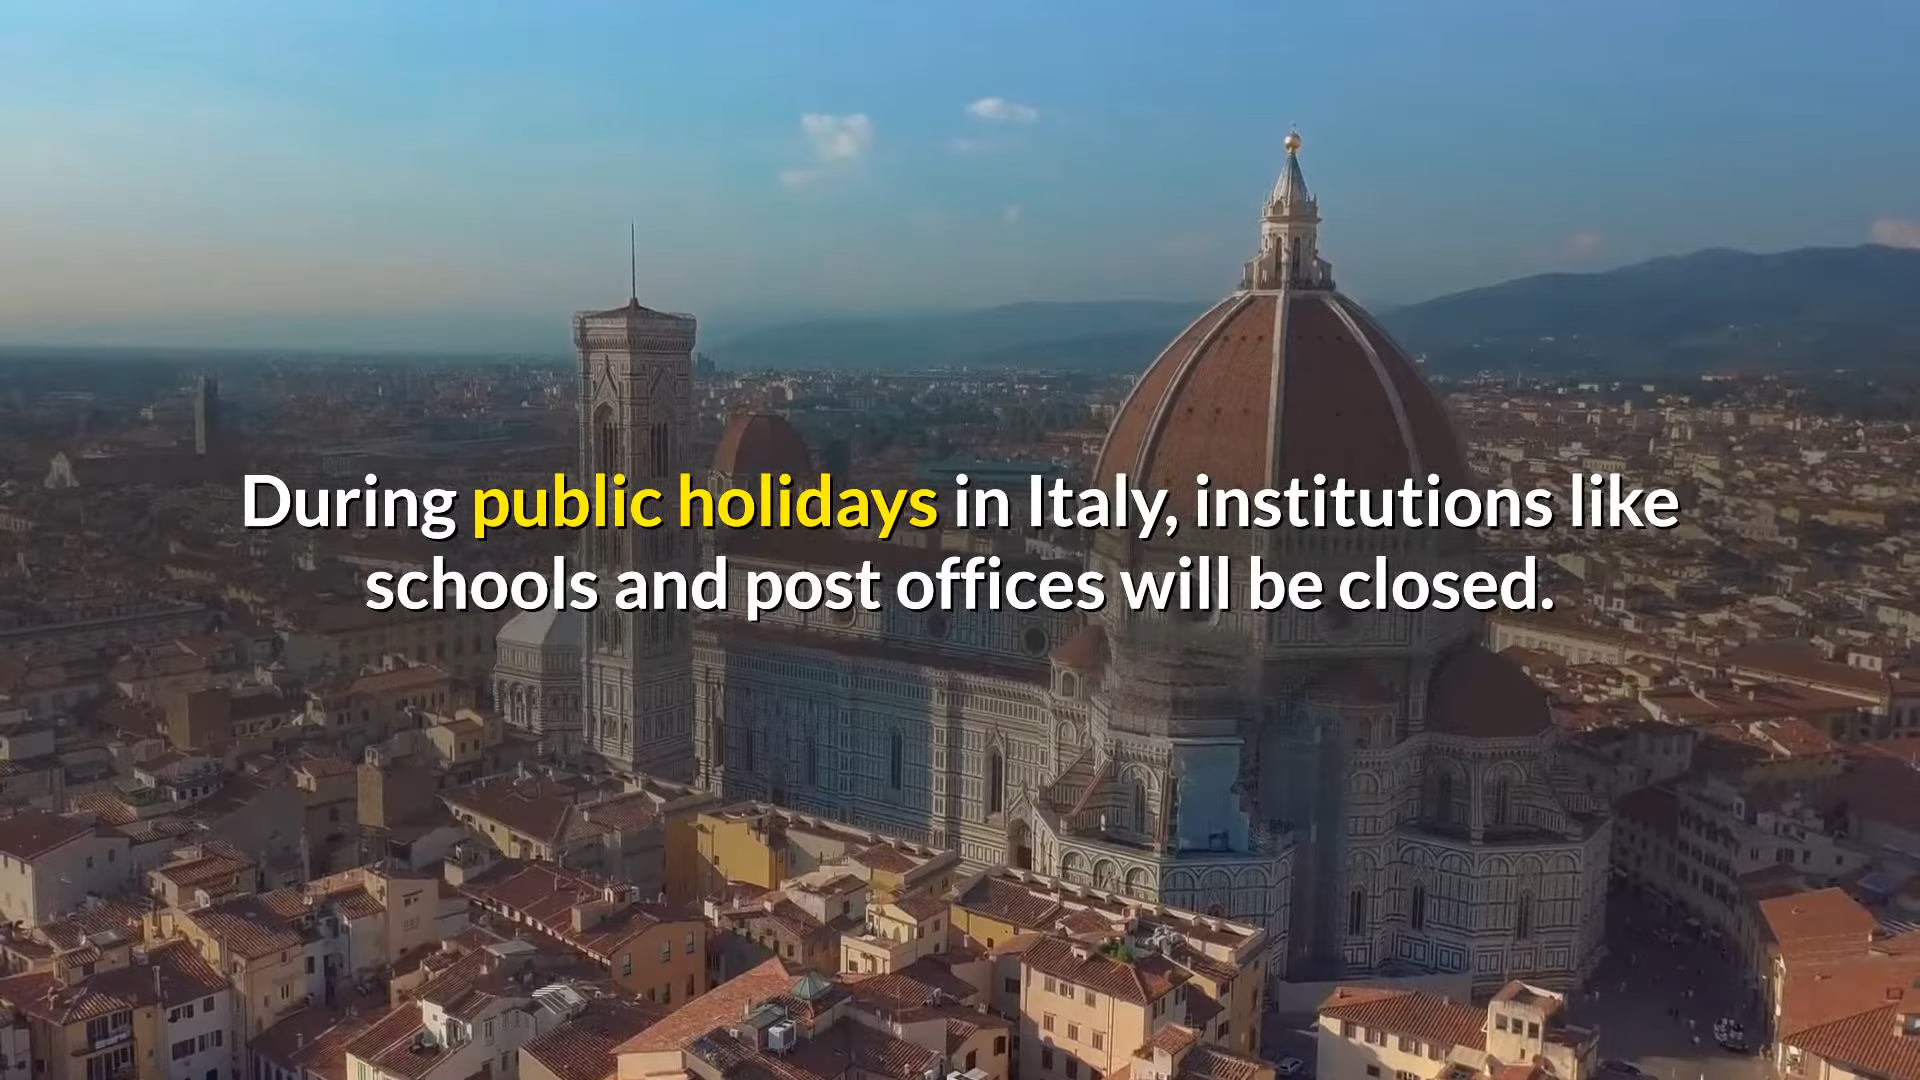 During public holidays in Italy, institutions like
schools and post offices will be closed.